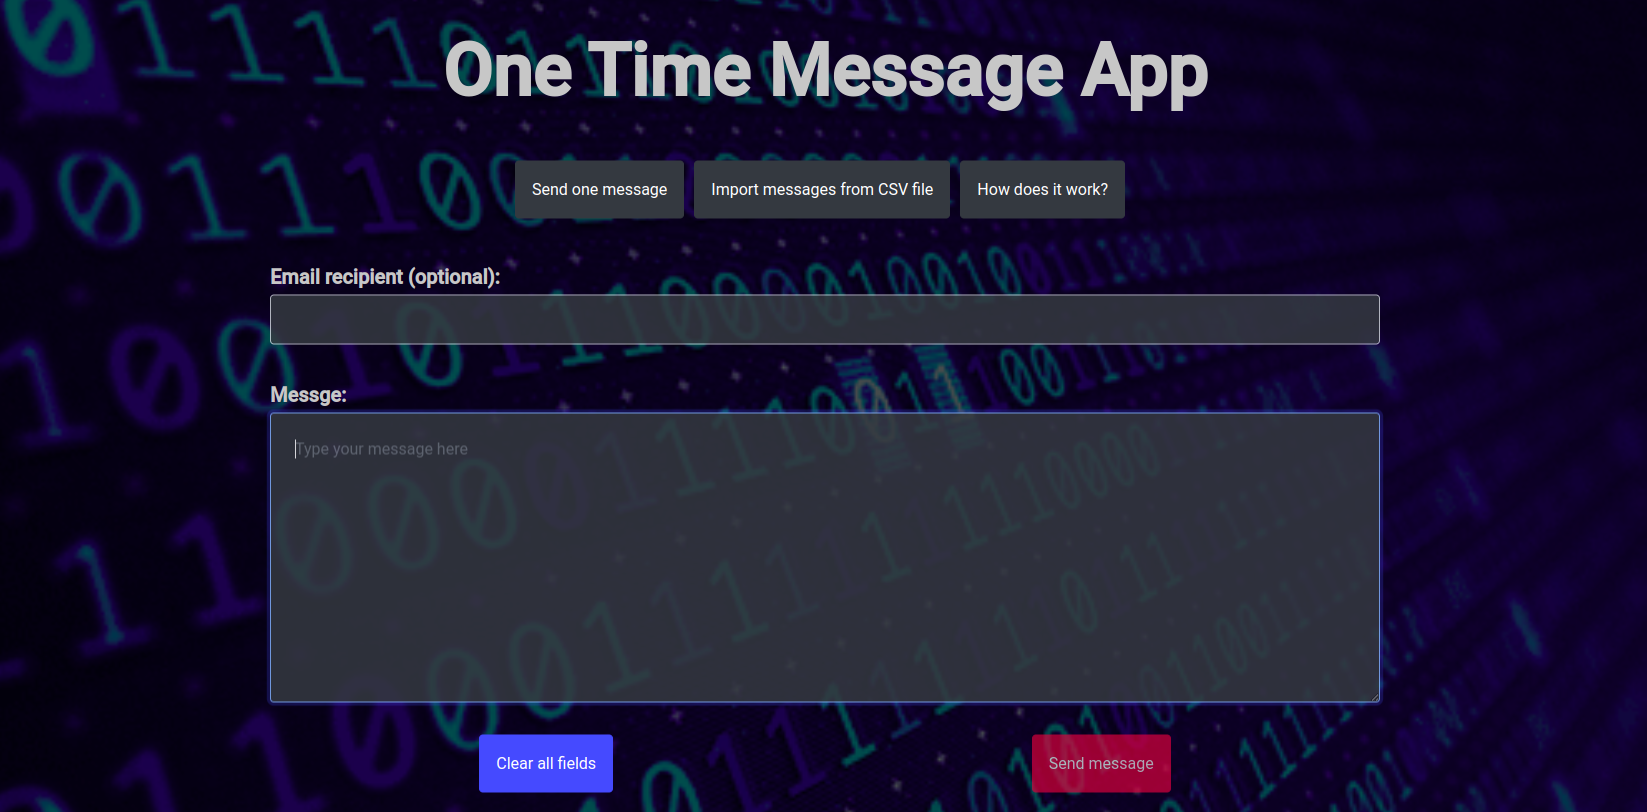 One Time Message App
Send one message
Import messages from CSV file
How does it work?
Email recipient (optional):
Messge:
Type your message here
Clear all fields
Send message